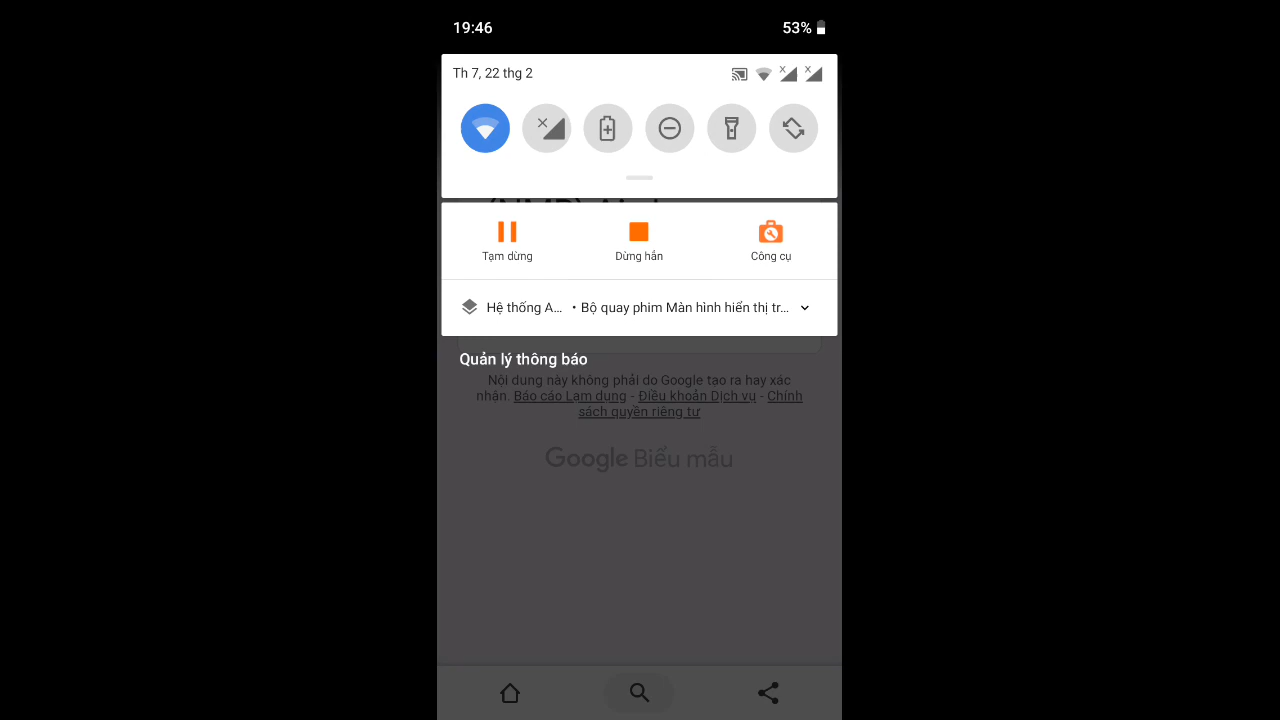 19:46
53%
Th 7, 22 thg 2
Tạm dừng
Dừng hẳn
Công cụ
Hệ thống A... • Bộ quay phim Màn hình hiển thị tr...
Quản lý thông báo
Nội dung này không phải do Google tạo ra hay xác
nhận. Báo cáo Lạm dụng - Điều khoản Dịch vụ - Chính
sách quyền riêng tư
Google Biểu mẫu